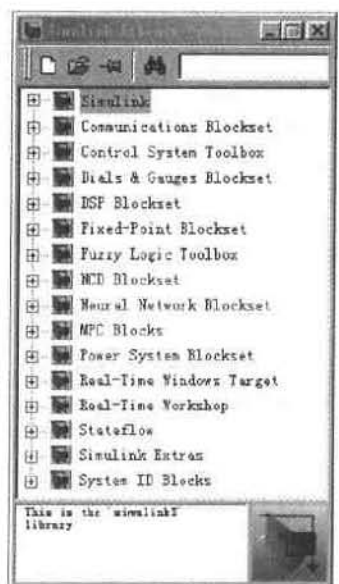 Simulink Library
Simulink
Communications Blockset
Control System Toolbox
Dials & Gauges Blockset
DSP Blockset
Fixed-Point Blockset
Fuzzy Logic Toolbox
NCD Blockset
Neural Network Blockset
MPC Blocks
Power System Blockset
Real-Time Windows Target
Real-Time Workshop
Stateflow
Simulink Extras
System ID Blocks
This is the
library